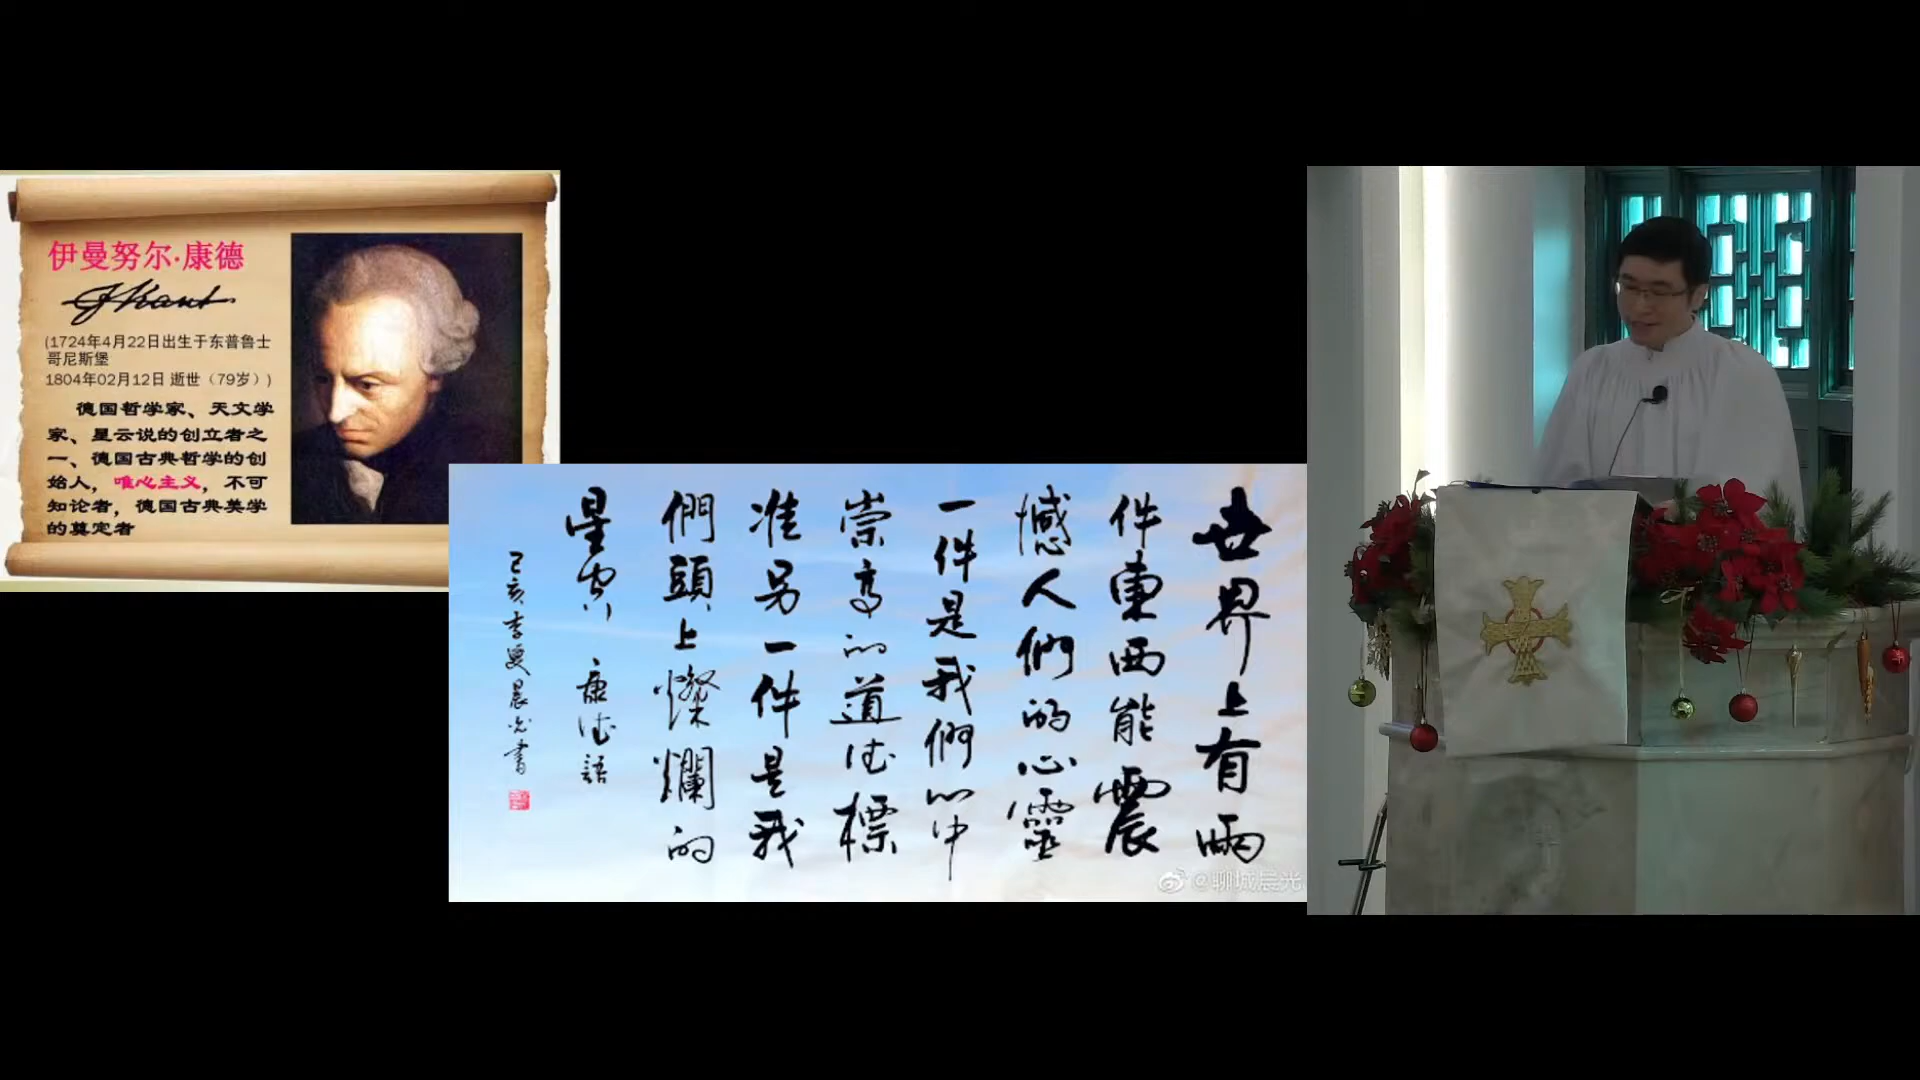 伊曼努尔·康德
I Kant
(1724年4月22日出生于东普鲁士
哥尼斯堡
1804年02月12日 逝世（79岁）)
德国哲学家、天文学
家、星云说的创立者之
一、德国古典哲学的创
始人，唯心主义，不可
知论者，德国古典美学
的奠定者
世界上有兩
件東西能震
憾人們的心靈
一件是我們心中
崇高的道德標
准另一件是我
們頭上燦爛的
星空 康德語
己亥李夏晨光書
@聊城晨光